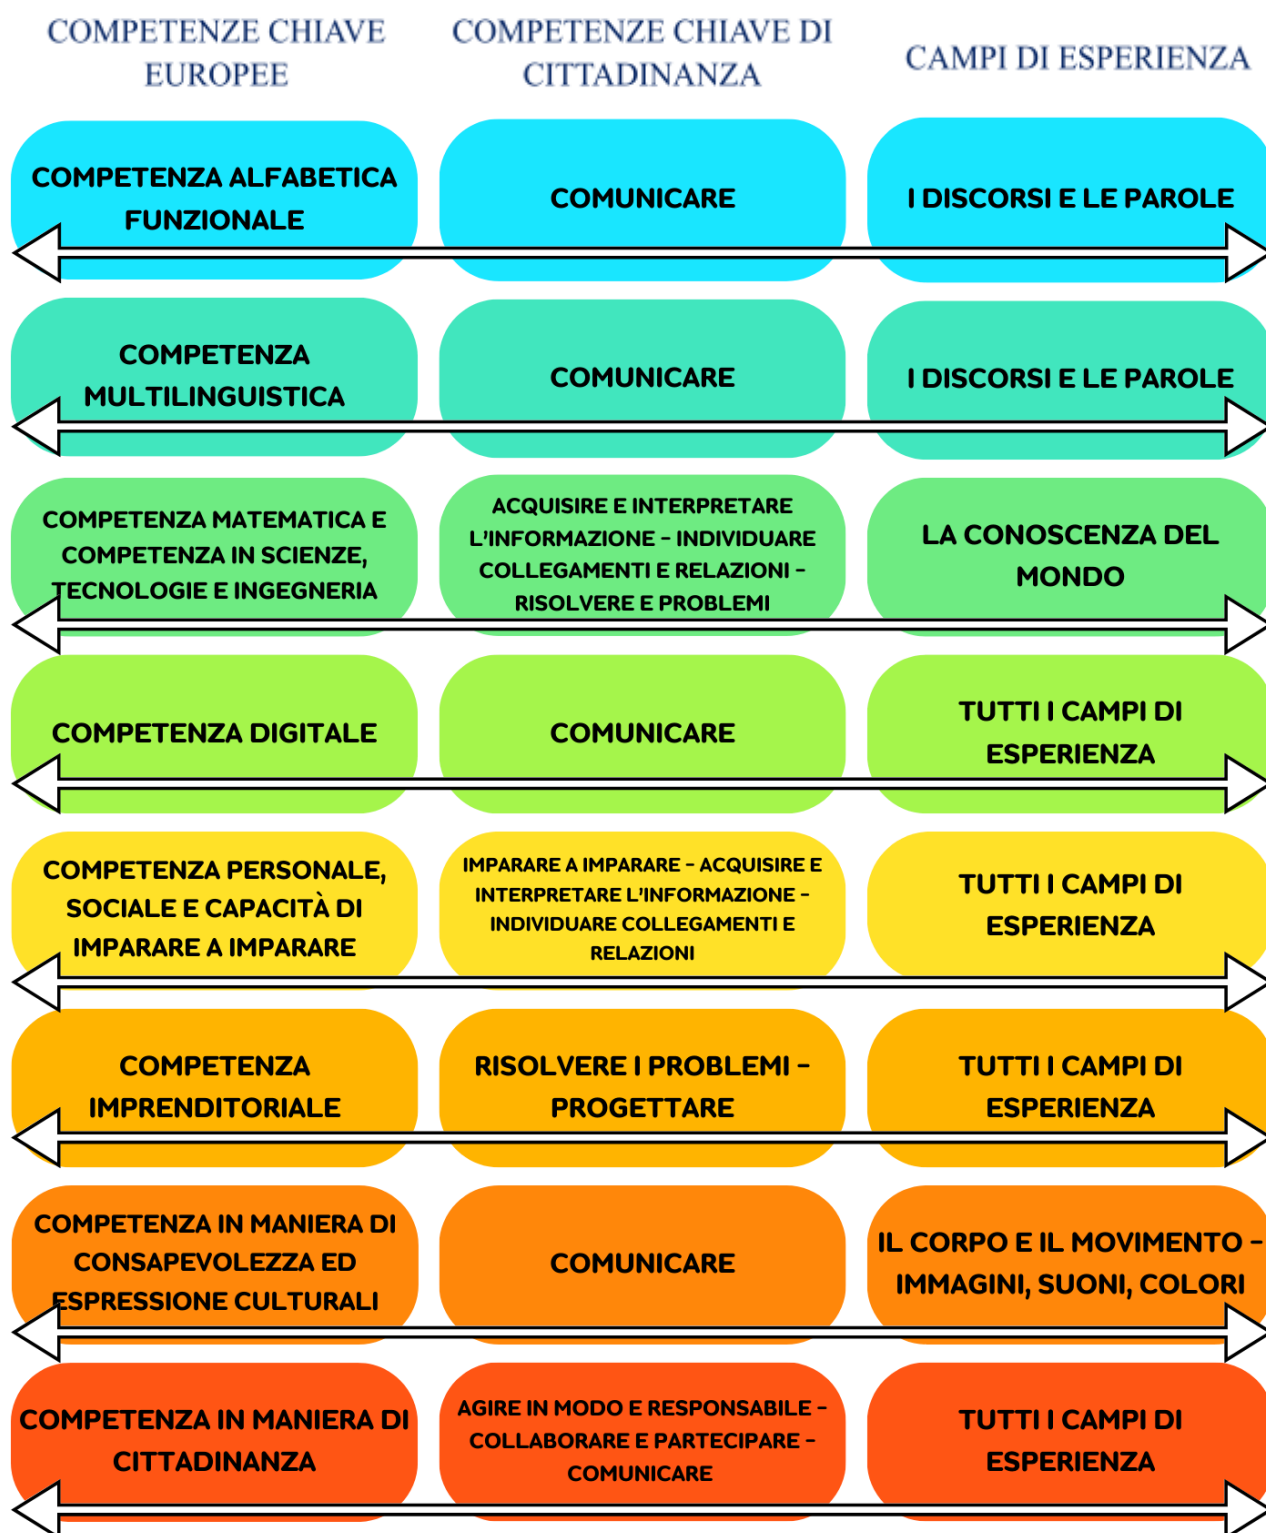 COMPETENZE CHIAVE
EUROPEE
COMPETENZE CHIAVE DI
CITTADINANZA
CAMPI DI ESPERIENZA
COMPETENZA ALFABETICA
FUNZIONALE
COMUNICARE
I DISCORSI E LE PAROLE
COMPETENZA
MULTILINGUISTICA
COMUNICARE
I DISCORSI E LE PAROLE
COMPETENZA MATEMATICA E
COMPETENZA IN SCIENZE,
TECNOLOGIE E INGEGNERIA
ACQUISIRE E INTERPRETARE
L'INFORMAZIONE – INDIVIDUARE
COLLEGAMENTI E RELAZIONI –
RISOLVERE E PROBLEMI
LA CONOSCENZA DEL
MONDO
COMPETENZA DIGITALE
COMUNICARE
TUTTI I CAMPI DI
ESPERIENZA
COMPETENZA PERSONALE,
SOCIALE E CAPACITÀ DI
IMPARARE A IMPARARE
IMPARARE A IMPARARE – ACQUISIRE E
INTERPRETARE L'INFORMAZIONE –
INDIVIDUARE COLLEGAMENTI E
RELAZIONI
TUTTI I CAMPI DI
ESPERIENZA
COMPETENZA
IMPRENDITORIALE
RISOLVERE I PROBLEMI –
PROGETTARE
TUTTI I CAMPI DI
ESPERIENZA
COMPETENZA IN MANIERA DI
CONSAPEVOLEZZA ED
ESPRESSIONE CULTURALI
COMUNICARE
IL CORPO E IL MOVIMENTO –
IMMAGINI, SUONI, COLORI
COMPETENZA IN MANIERA DI
CITTADINANZA
AGIRE IN MODO E RESPONSABILE –
COLLABORARE E PARTECIPARE –
COMUNICARE
TUTTI I CAMPI DI
ESPERIENZA